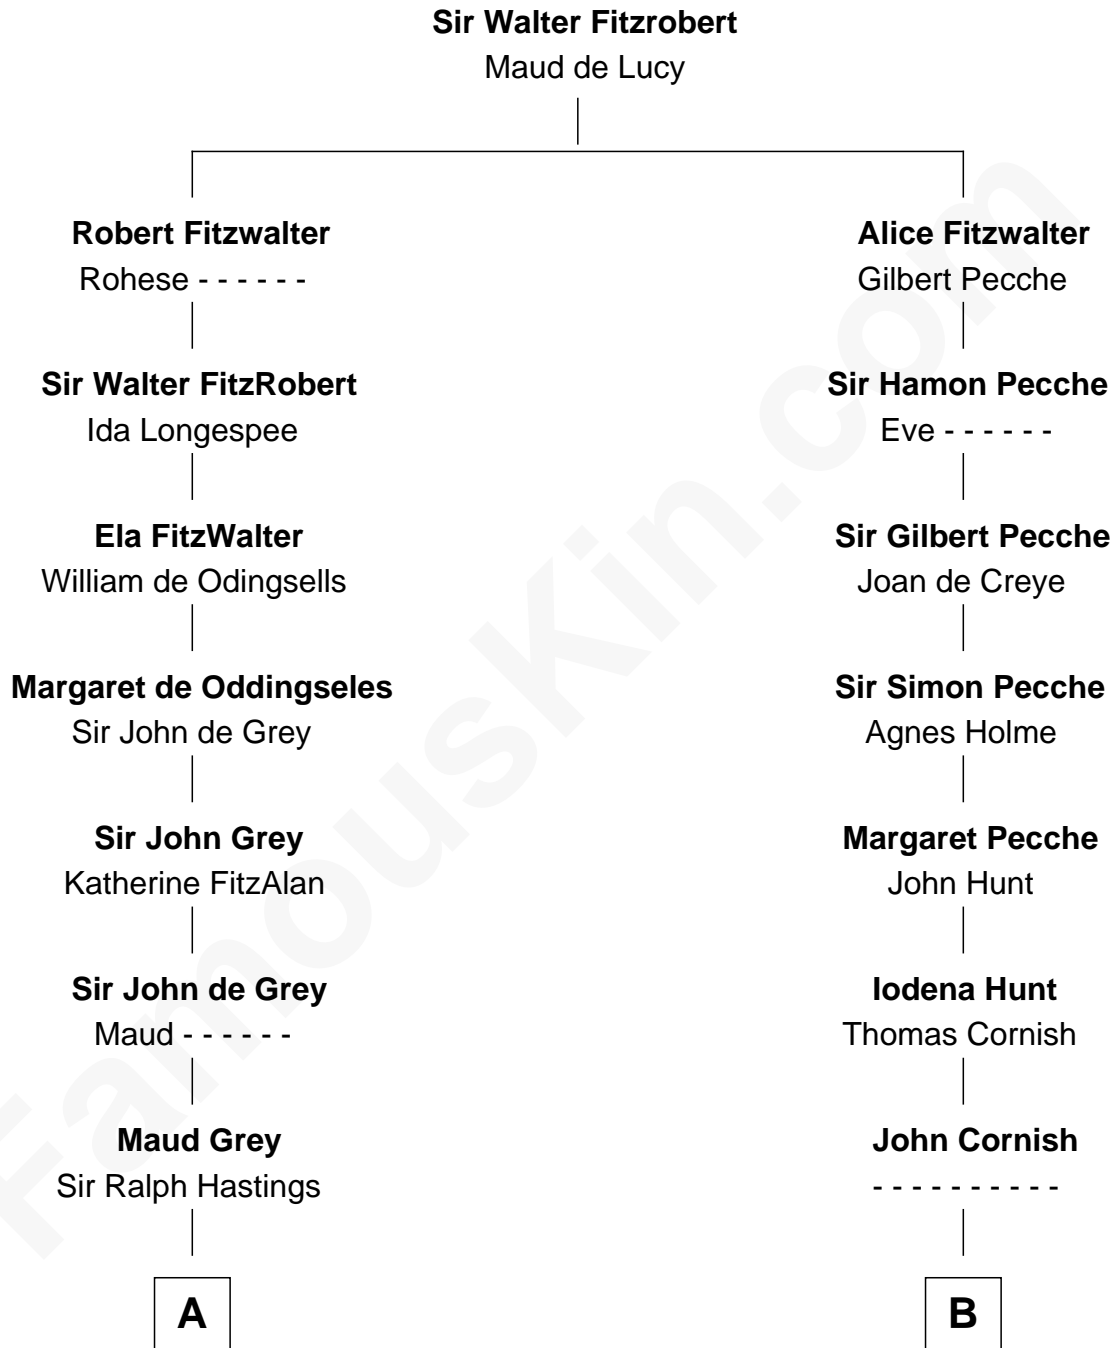 Sir Walter Fitzrobert
Maud de Lucy
Robert Fitzwalter
Rohese - - - - - -
Alice Fitzwalter
Gilbert Pecche
Sir Walter FitzRobert
Ida Longespee
Sir Hamon Pecche
Eve - - - - - -
Ela FitzWalter
William de Odingsells
Sir Gilbert Pecche
Joan de Creye
Margaret de Oddingseles
Sir John de Grey
Sir Simon Pecche
Agnes Holme
Sir John Grey
Katherine FitzAlan
Margaret Pecche
John Hunt
Sir John de Grey
Maud - - - - - -
Iodena Hunt
Thomas Cornish
Maud Grey
Sir Ralph Hastings
John Cornish
- - - - - - - - - -
A
B
FamousKin.com